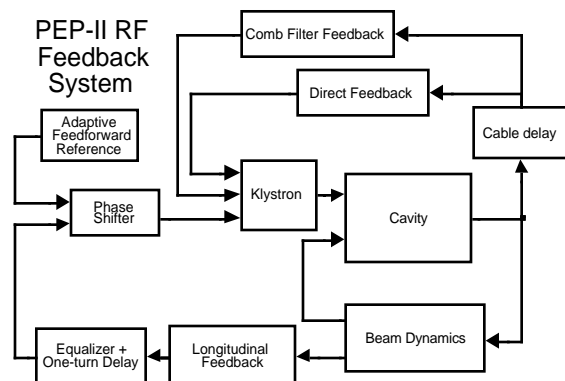 PEP-II RF
Feedback
System
Comb Filter Feedback
Direct Feedback
Adaptive
Feedforward
Reference
Cable delay
Phase
Shifter
Klystron
Cavity
Equalizer +
One-turn Delay
Longitudinal
Feedback
Beam Dynamics